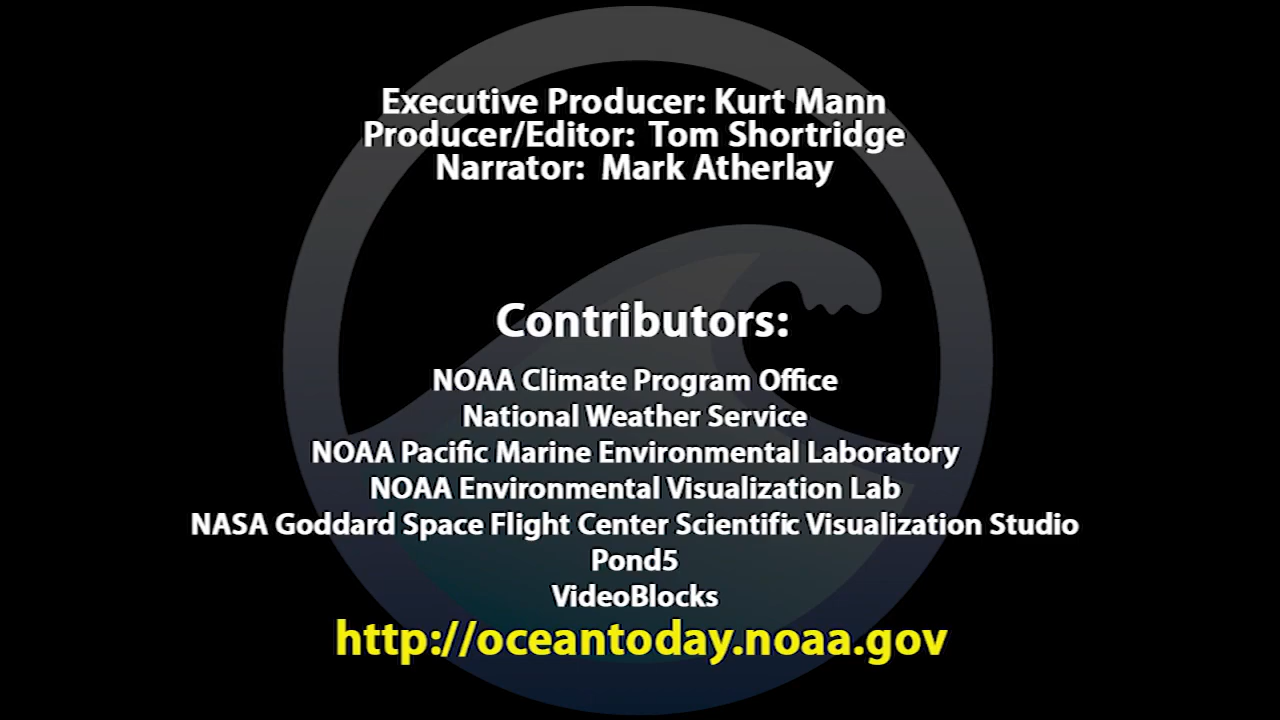 Executive Producer: Kurt Mann
Producer/Editor: Tom Shortridge
Narrator: Mark Atherlay
Contributors:
NOAA Climate Program Office
National Weather Service
NOAA Pacific Marine Environmental Laboratory
NOAA Environmental Visualization Lab
NASA Goddard Space Flight Center Scientific Visualization Studio
Pond5
VideoBlocks
http://oceantoday.noaa.gov